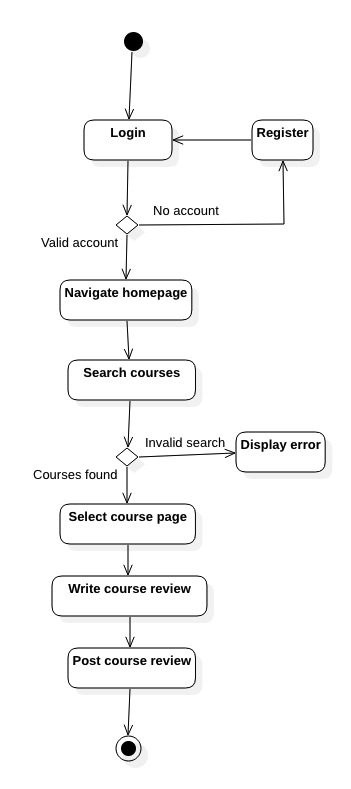 Login
Register
No account
Valid account
Navigate homepage
Search courses
Invalid search
Display error
Courses found
Select course page
Write course review
Post course review